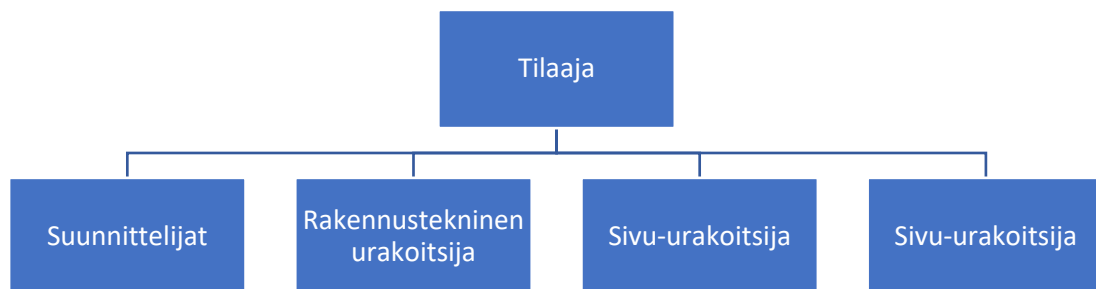 Tilaaja
Suunnittelijat
Rakennustekninen
urakoitsija
Sivu-urakoitsija
Sivu-urakoitsija